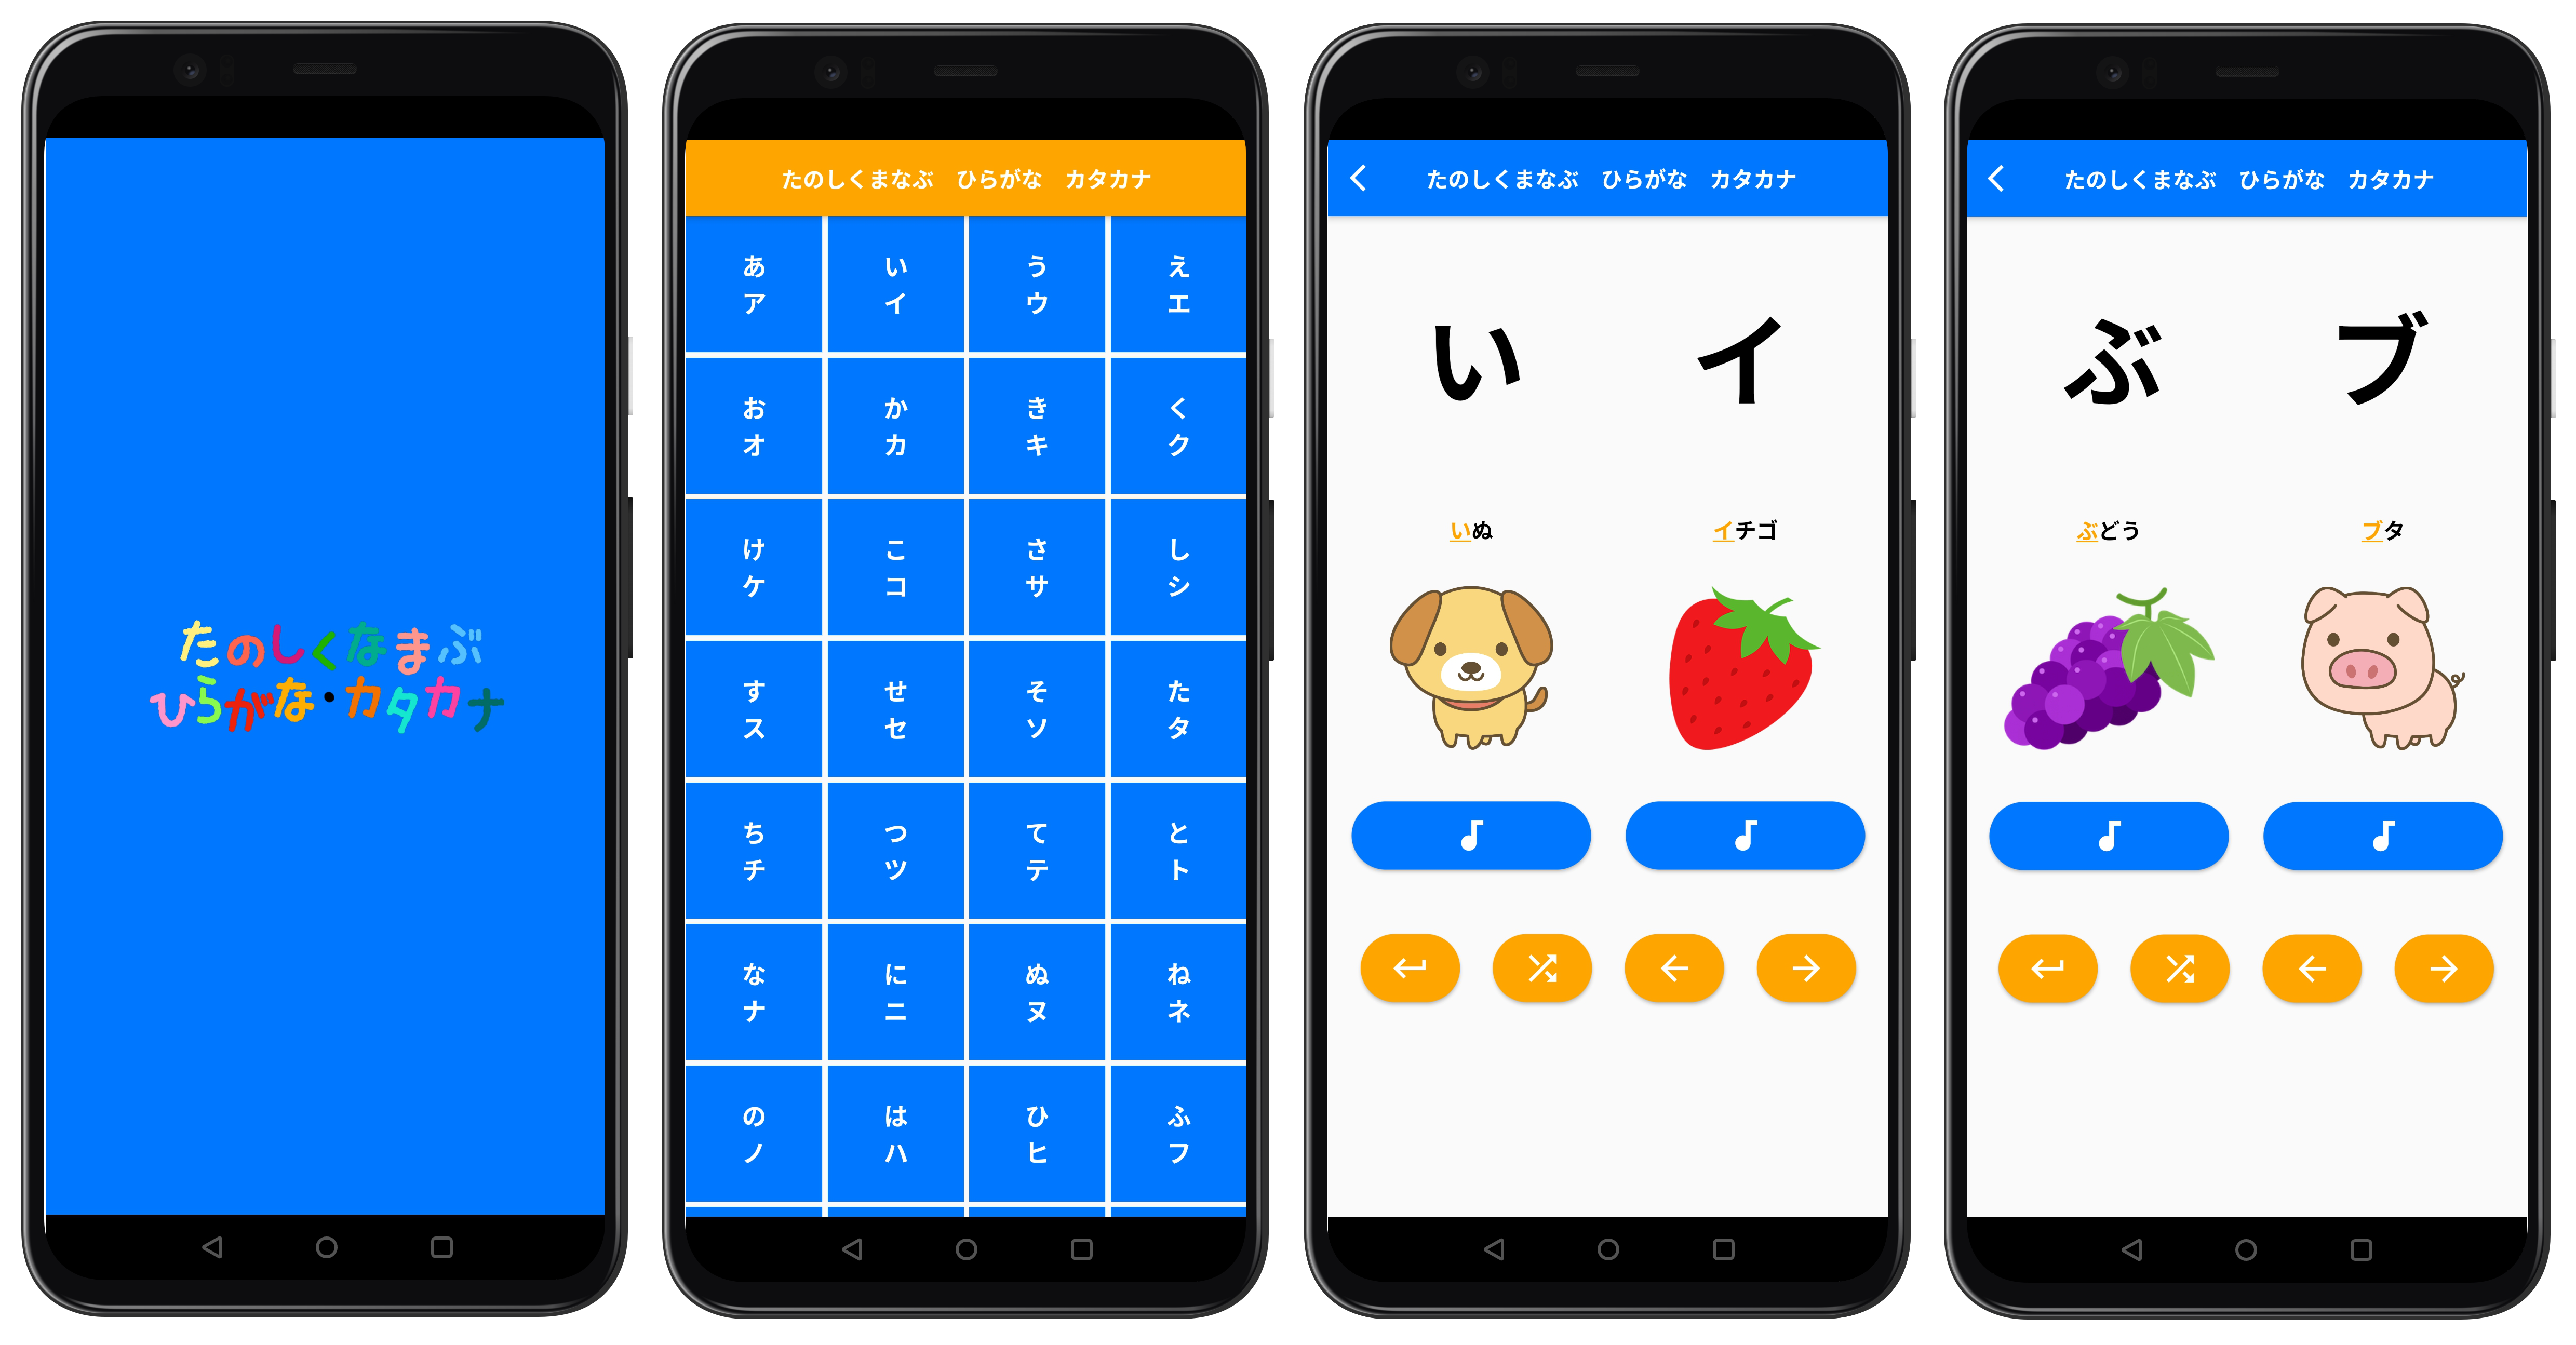 たのしくなまぶ
ひらがな・カタカナ
たのしくまなぶ　ひらがな　カタカナ
あ い う え
ア イ ウ エ
お か き く
オ カ キ ク
け こ さ し
ケ コ サ シ
す せ そ た
ス セ ソ タ
ち つ て と
チ ツ テ ト
な に ぬ ね
ナ ニ ヌ ネ
の は ひ ふ
ノ ハ ヒ フ
たのしくまなぶ　ひらがな　カタカナ
い イ
いぬ イチゴ
たのしくまなぶ　ひらがな　カタカナ
ぶ ブ
ぶどう ブタ